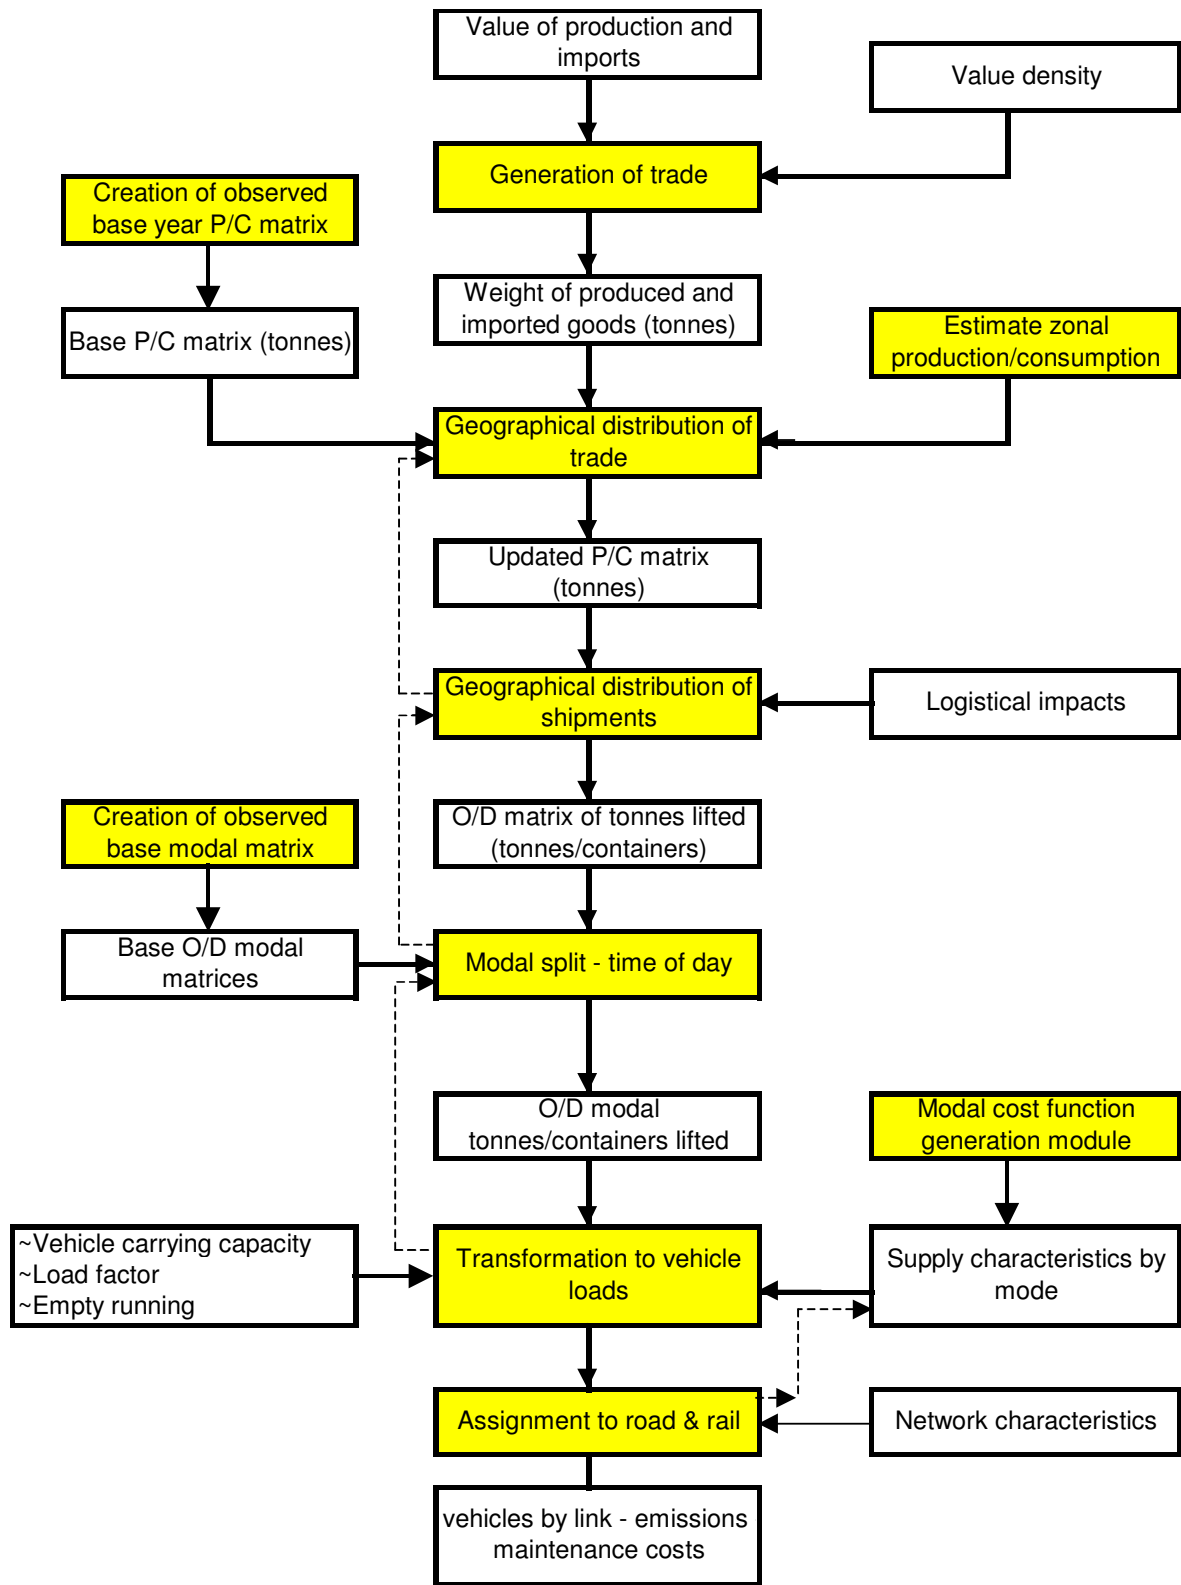 Value of production and
imports
Value density
Generation of trade
Creation of observed
base year P/C matrix
Weight of produced and
imported goods (tonnes)
Base P/C matrix (tonnes)
Estimate zonal
production/consumption
Geographical distribution of
trade
Updated P/C matrix
(tonnes)
Geographical distribution of
shipments
Logistical impacts
Creation of observed
base modal matrix
O/D matrix of tonnes lifted
(tonnes/containers)
Base O/D modal
matrices
Modal split - time of day
O/D modal
tonnes/containers lifted
Modal cost function
generation module
~Vehicle carrying capacity
~Load factor
~Empty running
Transformation to vehicle
loads
Supply characteristics by
mode
Assignment to road & rail
Network characteristics
vehicles by link - emissions
maintenance costs